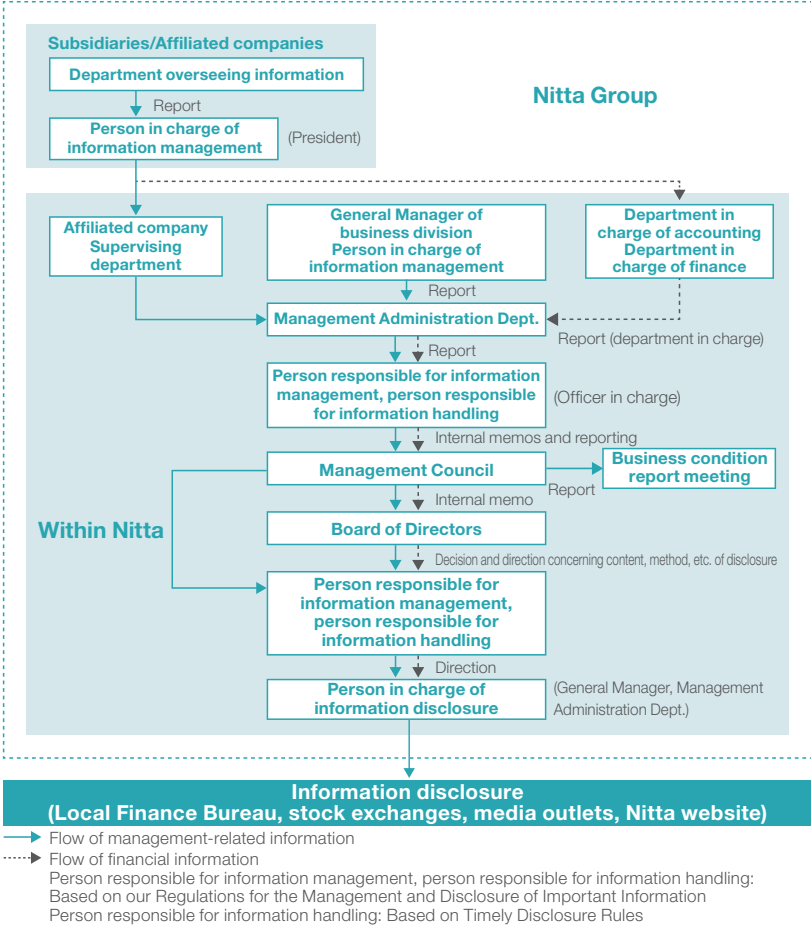 Subsidiaries/Affiliated companies
Department overseeing information
Nitta Group
Report
Person in charge of
information management
(President)
Affiliated company
Supervising
department
General Manager of
business division
Person in charge of
information management
Department in
charge of accounting
Department in
charge of finance
Report
Management Administration Dept.
Report (department in charge)
Report
Person responsible for information
management, person responsible
for information handling
(Officer in charge)
Internal memos and reporting
Management Council
Business condition
report meeting
Report
Internal memo
Within Nitta
Board of Directors
Decision and direction concerning content, method, etc. of disclosure
Person responsible for
information management,
person responsible for
information handling
Direction
Person in charge of
information disclosure
(General Manager, Management
Administration Dept.)
Information disclosure
(Local Finance Bureau, stock exchanges, media outlets, Nitta website)
Flow of management-related information
Flow of financial information
Person responsible for information management, person responsible for information handling:
Based on our Regulations for the Management and Disclosure of Important Information
Person responsible for information handling: Based on Timely Disclosure Rules